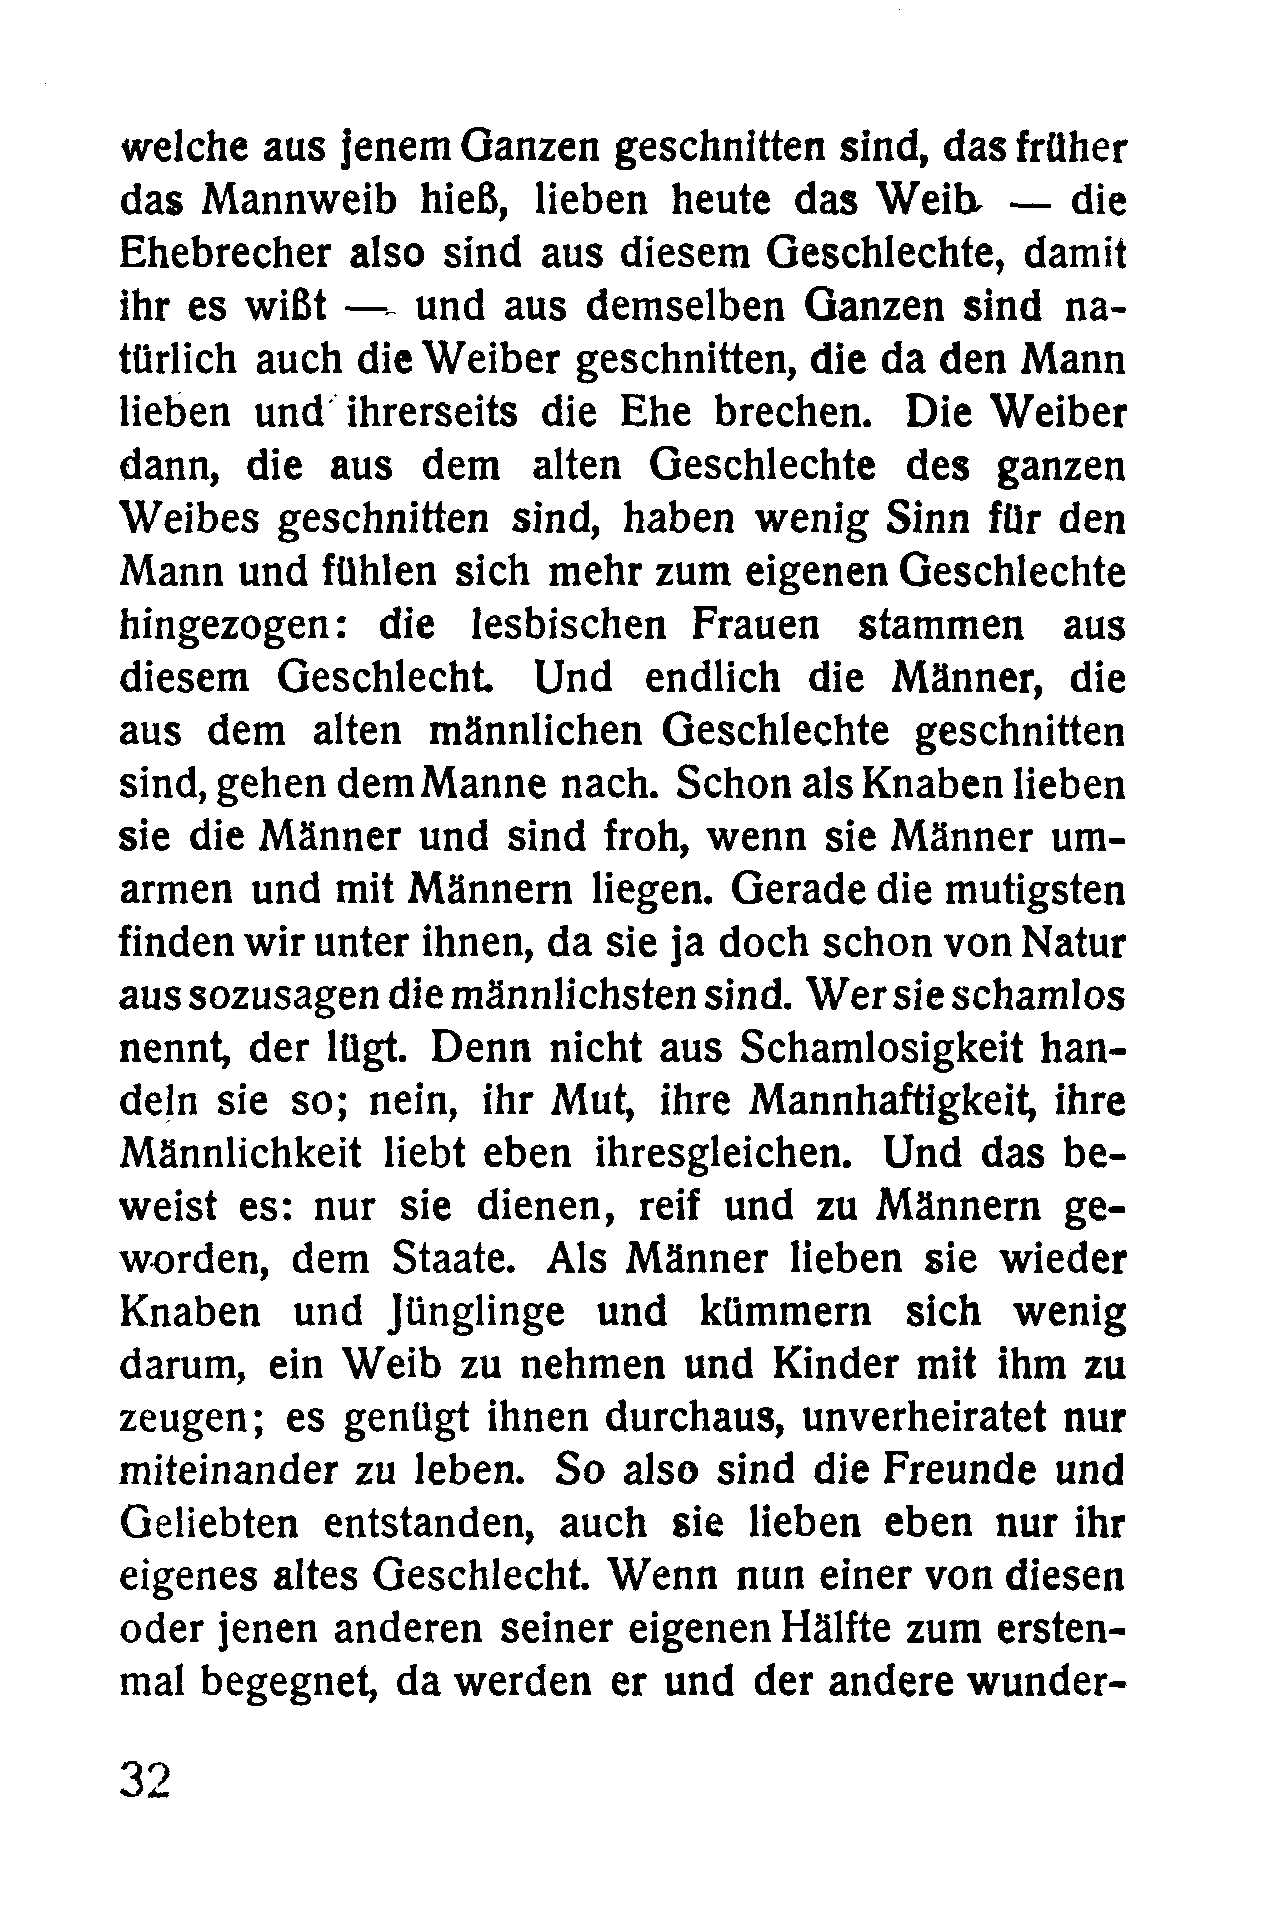 welche aus jenem Ganzen geschnitten sind, das früher
das Mannweib hieß, lieben heute das Weib — die
Ehebrecher also sind aus diesem Geschlechte, damit
ihr es wißt — und aus demselben Ganzen sind na-
türlich auch die Weiber geschnitten, die da den Mann
lieben und ihrerseits die Ehe brechen. Die Weiber
dann, die aus dem alten Geschlechte des ganzen
Weibes geschnitten sind, haben wenig Sinn für den
Mann und fühlen sich mehr zum eigenen Geschlechte
hingezogen: die lesbischen Frauen stammen aus
diesem Geschlecht. Und endlich die Männer, die
aus dem alten männlichen Geschlechte geschnitten
sind, gehen dem Manne nach. Schon als Knaben lieben
sie die Männer und sind froh, wenn sie Männer um-
armen und mit Männern liegen. Gerade die mutigsten
finden wir unter ihnen, da sie ja doch schon von Natur
aus sozusagen die männlichsten sind. Wer sie schamlos
nennt, der lügt. Denn nicht aus Schamlosigkeit han-
deln sie so; nein, ihr Mut, ihre Mannhaftigkeit, ihre
Männlichkeit liebt eben ihresgleichen. Und das be-
weist es: nur sie dienen, reif und zu Männern ge-
worden, dem Staate. Als Männer lieben sie wieder
Knaben und Jünglinge und kümmern sich wenig
darum, ein Weib zu nehmen und Kinder mit ihm zu
zeugen; es genügt ihnen durchaus, unverheiratet nur
miteinander zu leben. So also sind die Freunde und
Geliebten entstanden, auch sie lieben eben nur ihr
eigenes altes Geschlecht. Wenn nun einer von diesen
oder jenen anderen seiner eigenen Hälfte zum ersten-
mal begegnet, da werden er und der andere wunder-
32